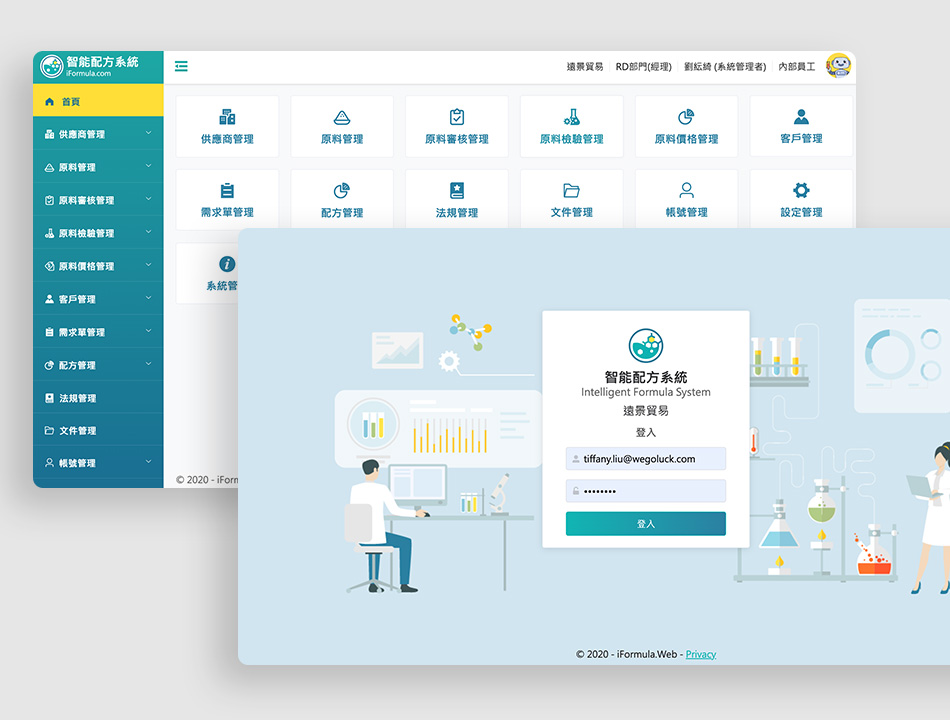 智能配方系統
iFormula.com
遠景貿易
RD部門(經理)
劉紜綺 (系統管理者)
內部員工
首頁
供應商管理
原料管理
原料審核管理
原料檢驗管理
原料價格管理
客戶管理
需求單管理
配方管理
法規管理
文件管理
帳號管理
供應商管理
原料管理
原料審核管理
原料檢驗管理
原料價格管理
客戶管理
需求單管理
配方管理
法規管理
文件管理
帳號管理
設定管理
系統管
© 2020 - iForm
智能配方系統
Intelligent Formula System
遠景貿易
登入
tiffany.liu@wegoluck.com
••••••••
登入
© 2020 - iFormula.Web - Privacy